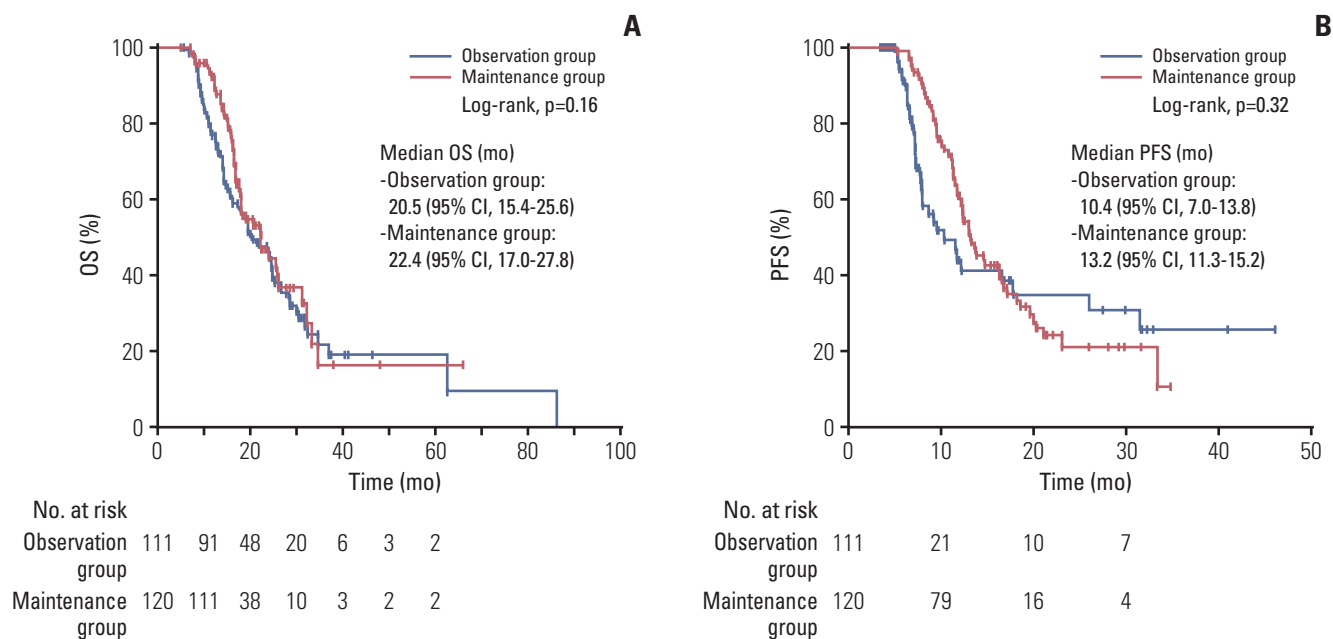 A
100
80
60
40
20
0
OS (%)
Observation group
Maintenance group
Log-rank, p=0.16
Median OS (mo)
-Observation group:
20.5 (95% CI, 15.4-25.6)
-Maintenance group:
22.4 (95% CI, 17.0-27.8)
0 20 40 60 80 100
Time (mo)
No. at risk
Observation 111 91 48 20 6 3 2
group
Maintenance 120 111 38 10 3 2 2
group
B
100
80
60
40
20
0
PFS (%)
Observation group
Maintenance group
Log-rank, p=0.32
Median PFS (mo)
-Observation group:
10.4 (95% CI, 7.0-13.8)
-Maintenance group:
13.2 (95% CI, 11.3-15.2)
0 10 20 30 40 50
Time (mo)
No. at risk
Observation 111 21 10 7
group
Maintenance 120 79 16 4
group